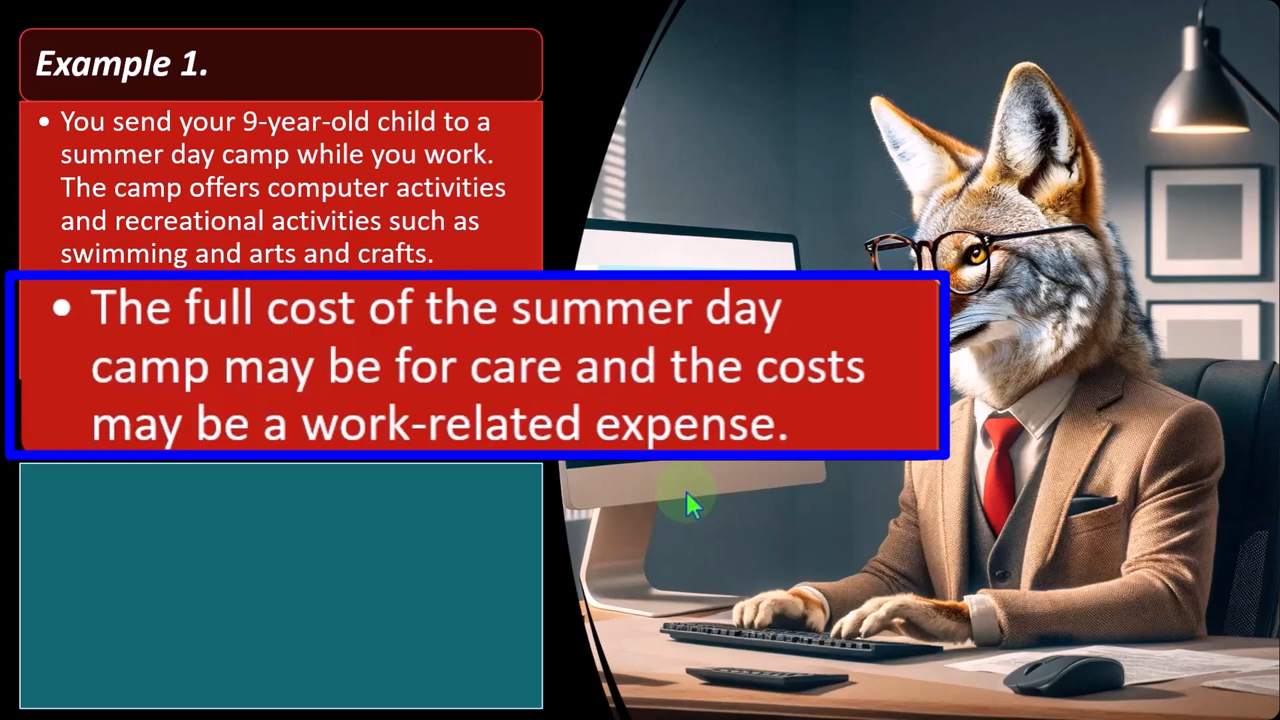 Example 1.
• You send your 9-year-old child to a
summer day camp while you work.
The camp offers computer activities
and recreational activities such as
swimming and arts and crafts.
• The full cost of the summer day
camp may be for care and the costs
may be a work-related expense.